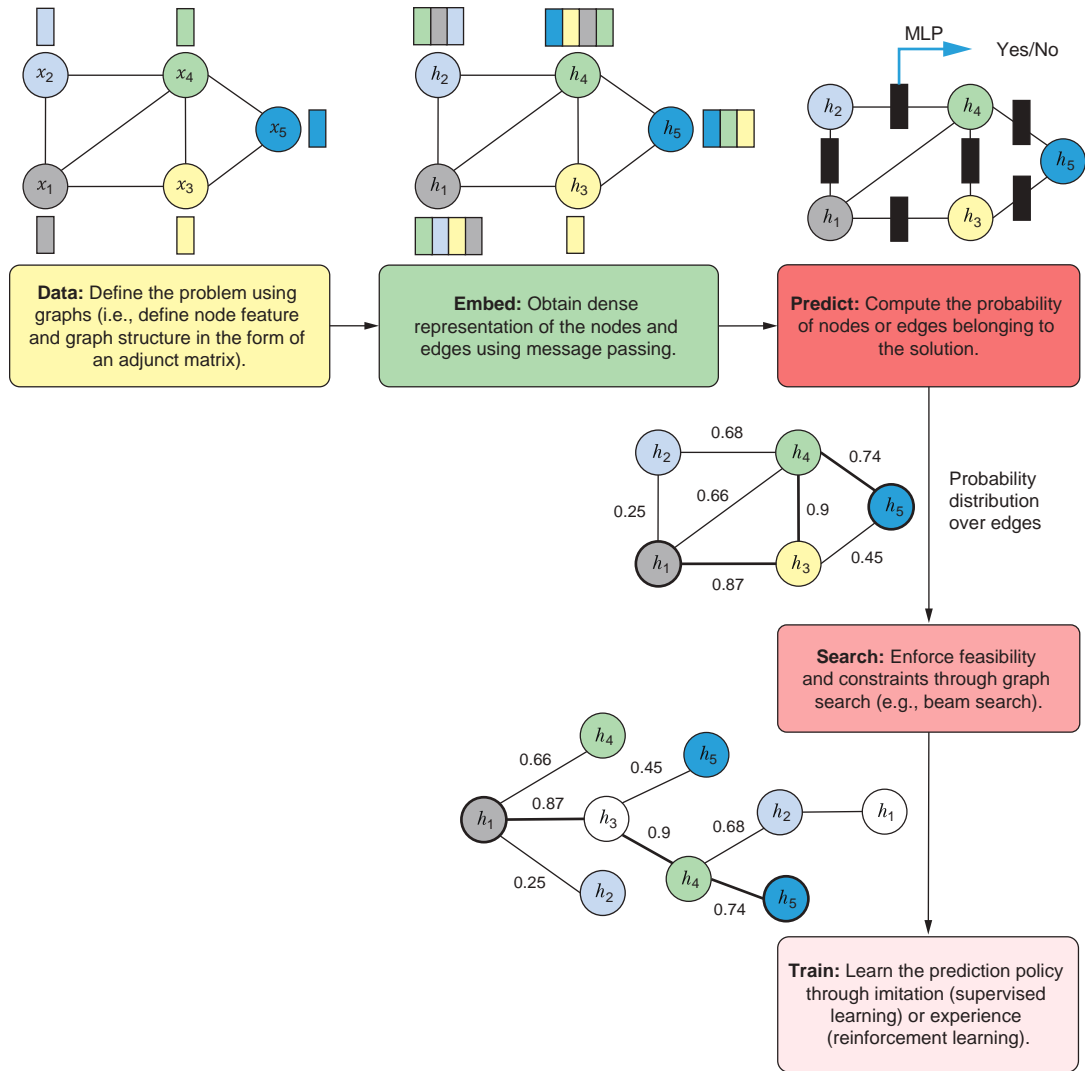 MLP
Yes/No
x₂
x₄
x₅
x₁
x₃
h₂
h₄
h₅
h₁
h₃
h₂
h₄
h₅
h₁
h₃
Data: Define the problem using
graphs (i.e., define node feature
and graph structure in the form of
an adjunct matrix).
Embed: Obtain dense
representation of the nodes and
edges using message passing.
Predict: Compute the probability
of nodes or edges belonging to
the solution.
0.68
h₂
h₄
0.74
0.66
0.25
0.9
h₅
h₁
h₃
0.45
0.87
Probability
distribution
over edges
Search: Enforce feasibility
and constraints through graph
search (e.g., beam search).
h₄
0.66
0.45
h₅
h₁
0.87
h₃
0.9
0.68
h₂
h₁
0.25
h₂
h₄
0.74
h₅
Train: Learn the prediction policy
through imitation (supervised
learning) or experience
(reinforcement learning).